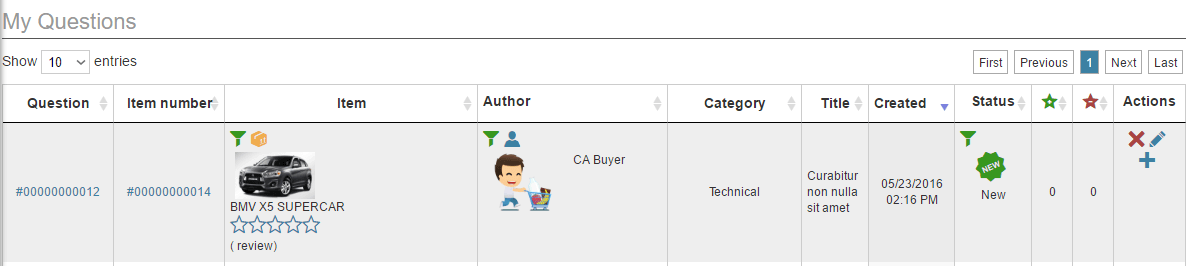 My Questions
Show 10 entries
First Previous 1 Next Last
Question Item number Item Author Category Title Created Status Actions
#00000000012
#00000000014
BMV X5 SUPERCAR
( review)
CA Buyer
Technical
Curabitur
non nulla
sit amet
05/23/2016
02:16 PM
NEW
New
0
0